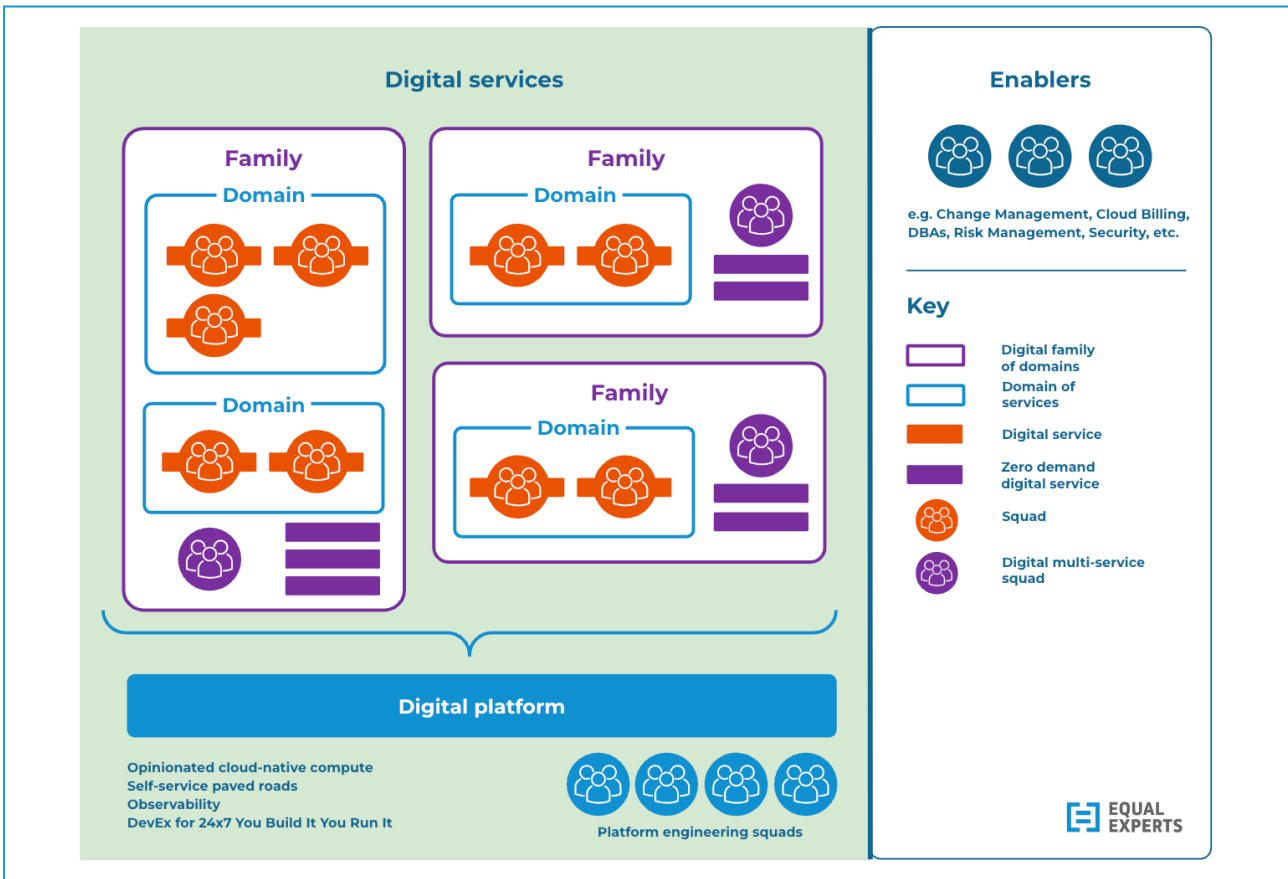 Digital services
Family
Domain
Domain
Family
Domain
Family
Domain
Digital platform
Opinionated cloud-native compute
Self-service paved roads
Observability
DevEx for 24x7 You Build It You Run It
Platform engineering squads
Enablers
e.g. Change Management, Cloud Billing,
DBAs, Risk Management, Security, etc.
Key
Digital family
of domains
Domain of
services
Digital service
Zero demand
digital service
Squad
Digital multi-service
squad
EQUAL
EXPERTS